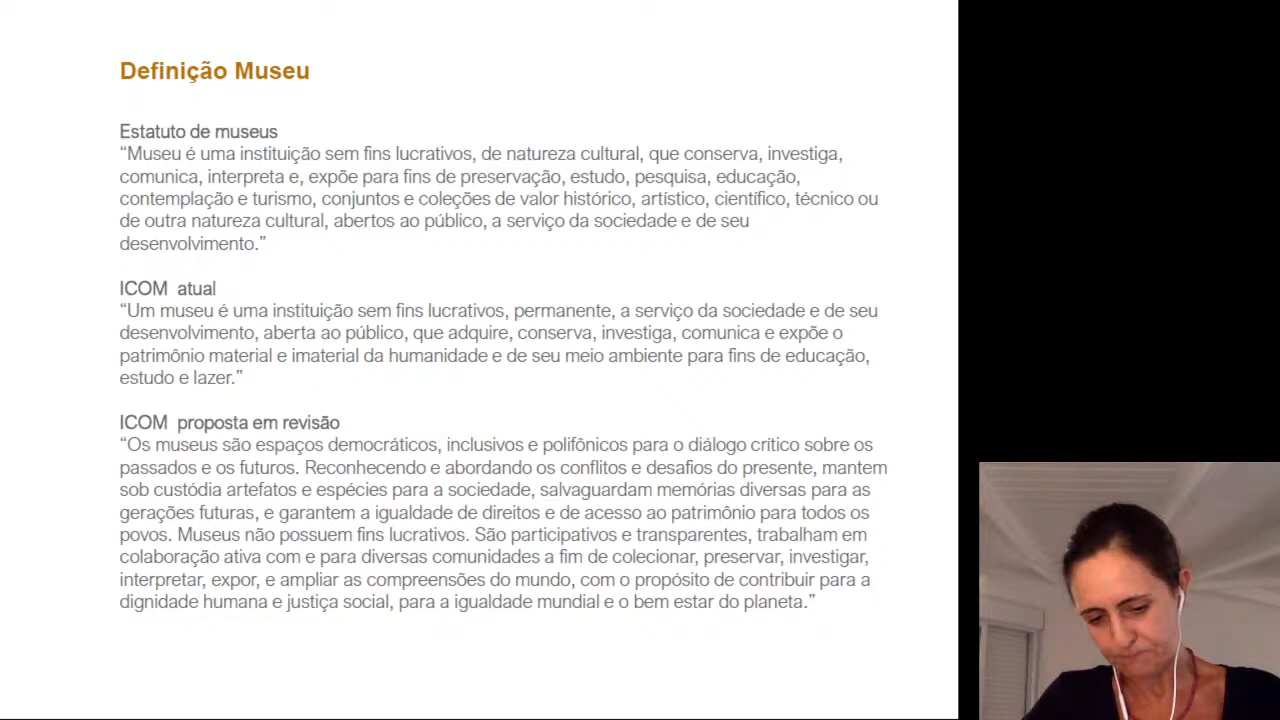 Definição Museu
Estatuto de museus
“Museu é uma instituição sem fins lucrativos, de natureza cultural, que conserva, investiga,
comunica, interpreta e, expõe para fins de preservação, estudo, pesquisa, educação,
contemplação e turismo, conjuntos e coleções de valor histórico, artístico, científico, técnico ou
de outra natureza cultural, abertos ao público, a serviço da sociedade e de seu
desenvolvimento.”
ICOM  atual
“Um museu é uma instituição sem fins lucrativos, permanente, a serviço da sociedade e de seu
desenvolvimento, aberta ao público, que adquire, conserva, investiga, comunica e expõe o
patrimônio material e imaterial da humanidade e de seu meio ambiente para fins de educação,
estudo e lazer.”
ICOM  proposta em revisão
“Os museus são espaços democráticos, inclusivos e polifônicos para o diálogo crítico sobre os
passados e os futuros. Reconhecendo e abordando os conflitos e desafios do presente, mantem
sob custódia artefatos e espécies para a sociedade, salvaguardam memórias diversas para as
gerações futuras, e garantem a igualdade de direitos e de acesso ao patrimônio para todos os
povos. Museus não possuem fins lucrativos. São participativos e transparentes, trabalham em
colaboração ativa com e para diversas comunidades a fim de colecionar, preservar, investigar,
interpretar, expor, e ampliar as compreensões do mundo, com o propósito de contribuir para a
dignidade humana e justiça social, para a igualdade mundial e o bem estar do planeta.”